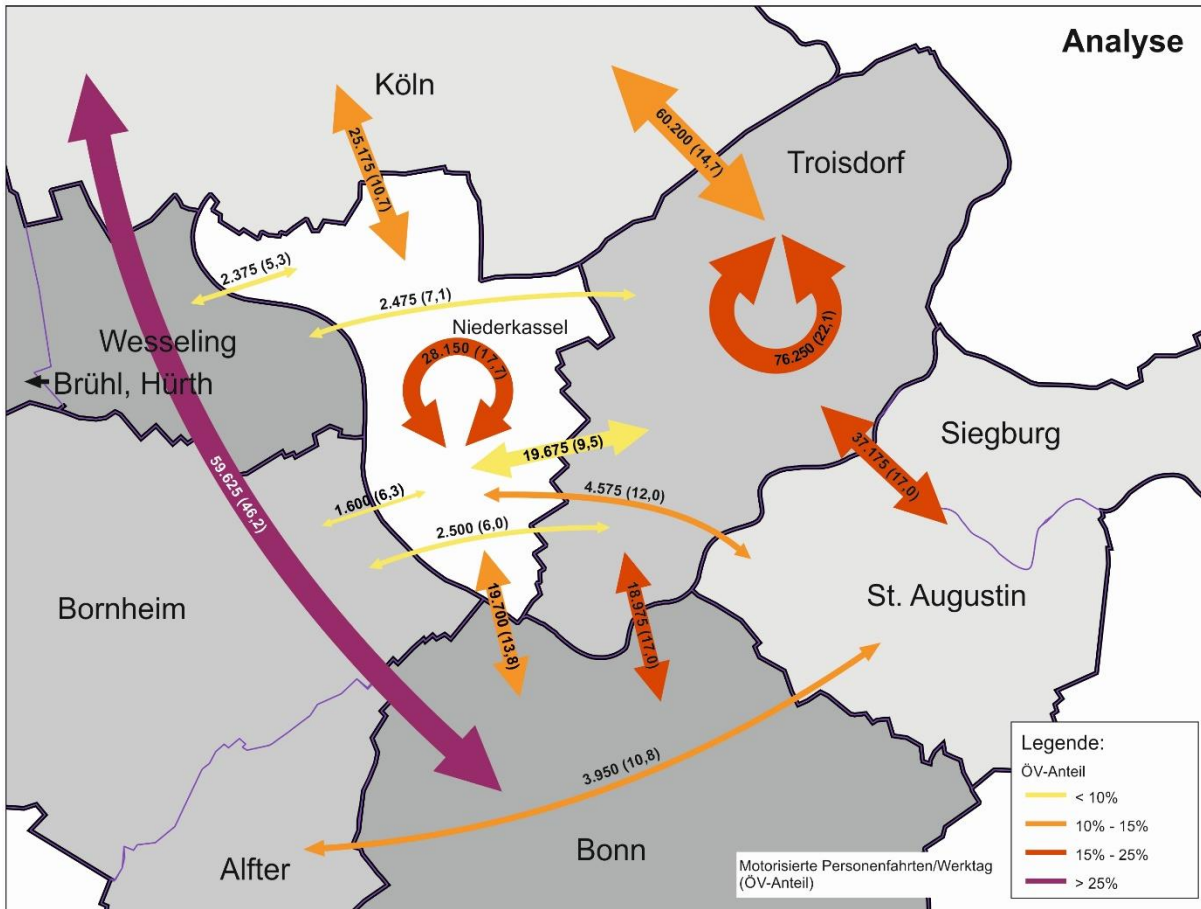 Analyse
Köln
25.175 (10,7)
60.200 (14,7)
Troisdorf
2.375 (5,3)
2.475 (7,1)
Niederkassel
Wesseling
28.150 (17,7)
76.250 (22,1)
Brühl, Hürth
59.625 (46,2)
19.675 (9,5)
37.175 (17,0)
Siegburg
1.600 (6,3)
4.575 (12,0)
2.500 (6,0)
Bornheim
19.700 (13,8)
18.975 (17,0)
St. Augustin
3.950 (10,8)
Alfter
Bonn
Motorisierte Personenfahrten/Werktag
(ÖV-Anteil)
Legende:
ÖV-Anteil
< 10%
10% - 15%
15% - 25%
> 25%